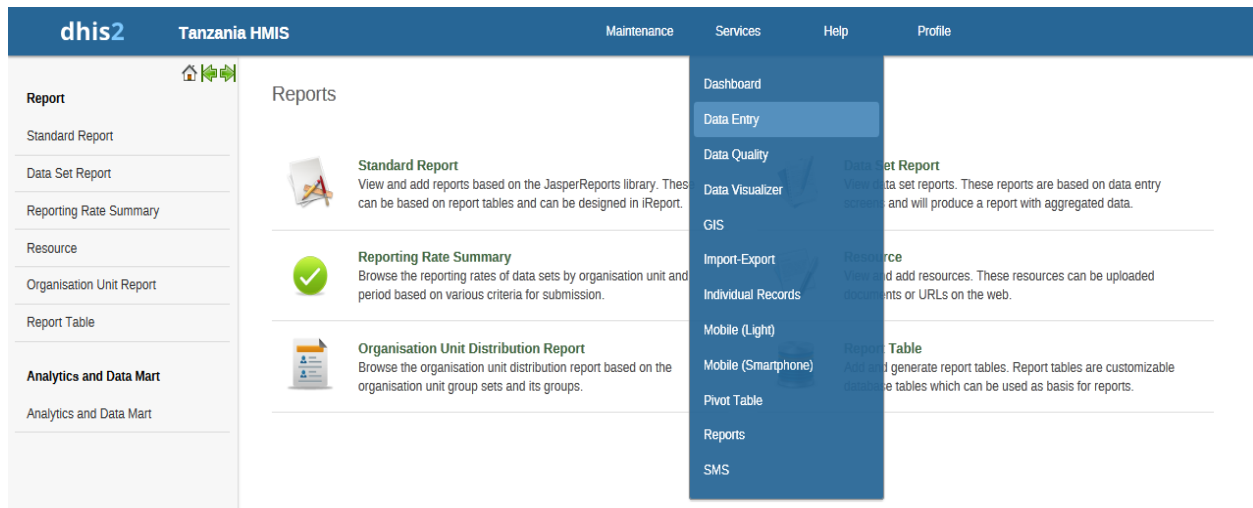 dhis2 Tanzania HMIS Maintenance Services Help Profile
Report
Standard Report
Data Set Report
Reporting Rate Summary
Resource
Organisation Unit Report
Report Table
Analytics and Data Mart
Analytics and Data Mart
Reports
Standard Report
View and add reports based on the JasperReports library. These
can be based on report tables and can be designed in iReport.
Reporting Rate Summary
Browse the reporting rates of data sets by organisation unit and
period based on various criteria for submission.
Organisation Unit Distribution Report
Browse the organisation unit distribution report based on the
organisation unit group sets and its groups.
Dashboard
Data Entry
Data Quality
Data Visualizer
GIS
Import-Export
Individual Records
Mobile (Light)
Mobile (Smartphone)
Pivot Table
Reports
SMS
Data Set Report
View data set reports. These reports are based on data entry
screens and will produce a report with aggregated data.
Resource
View and add resources. These resources can be uploaded
documents or URLs on the web.
Report Table
Add and generate report tables. Report tables are customizable
database tables which can be used as basis for reports.